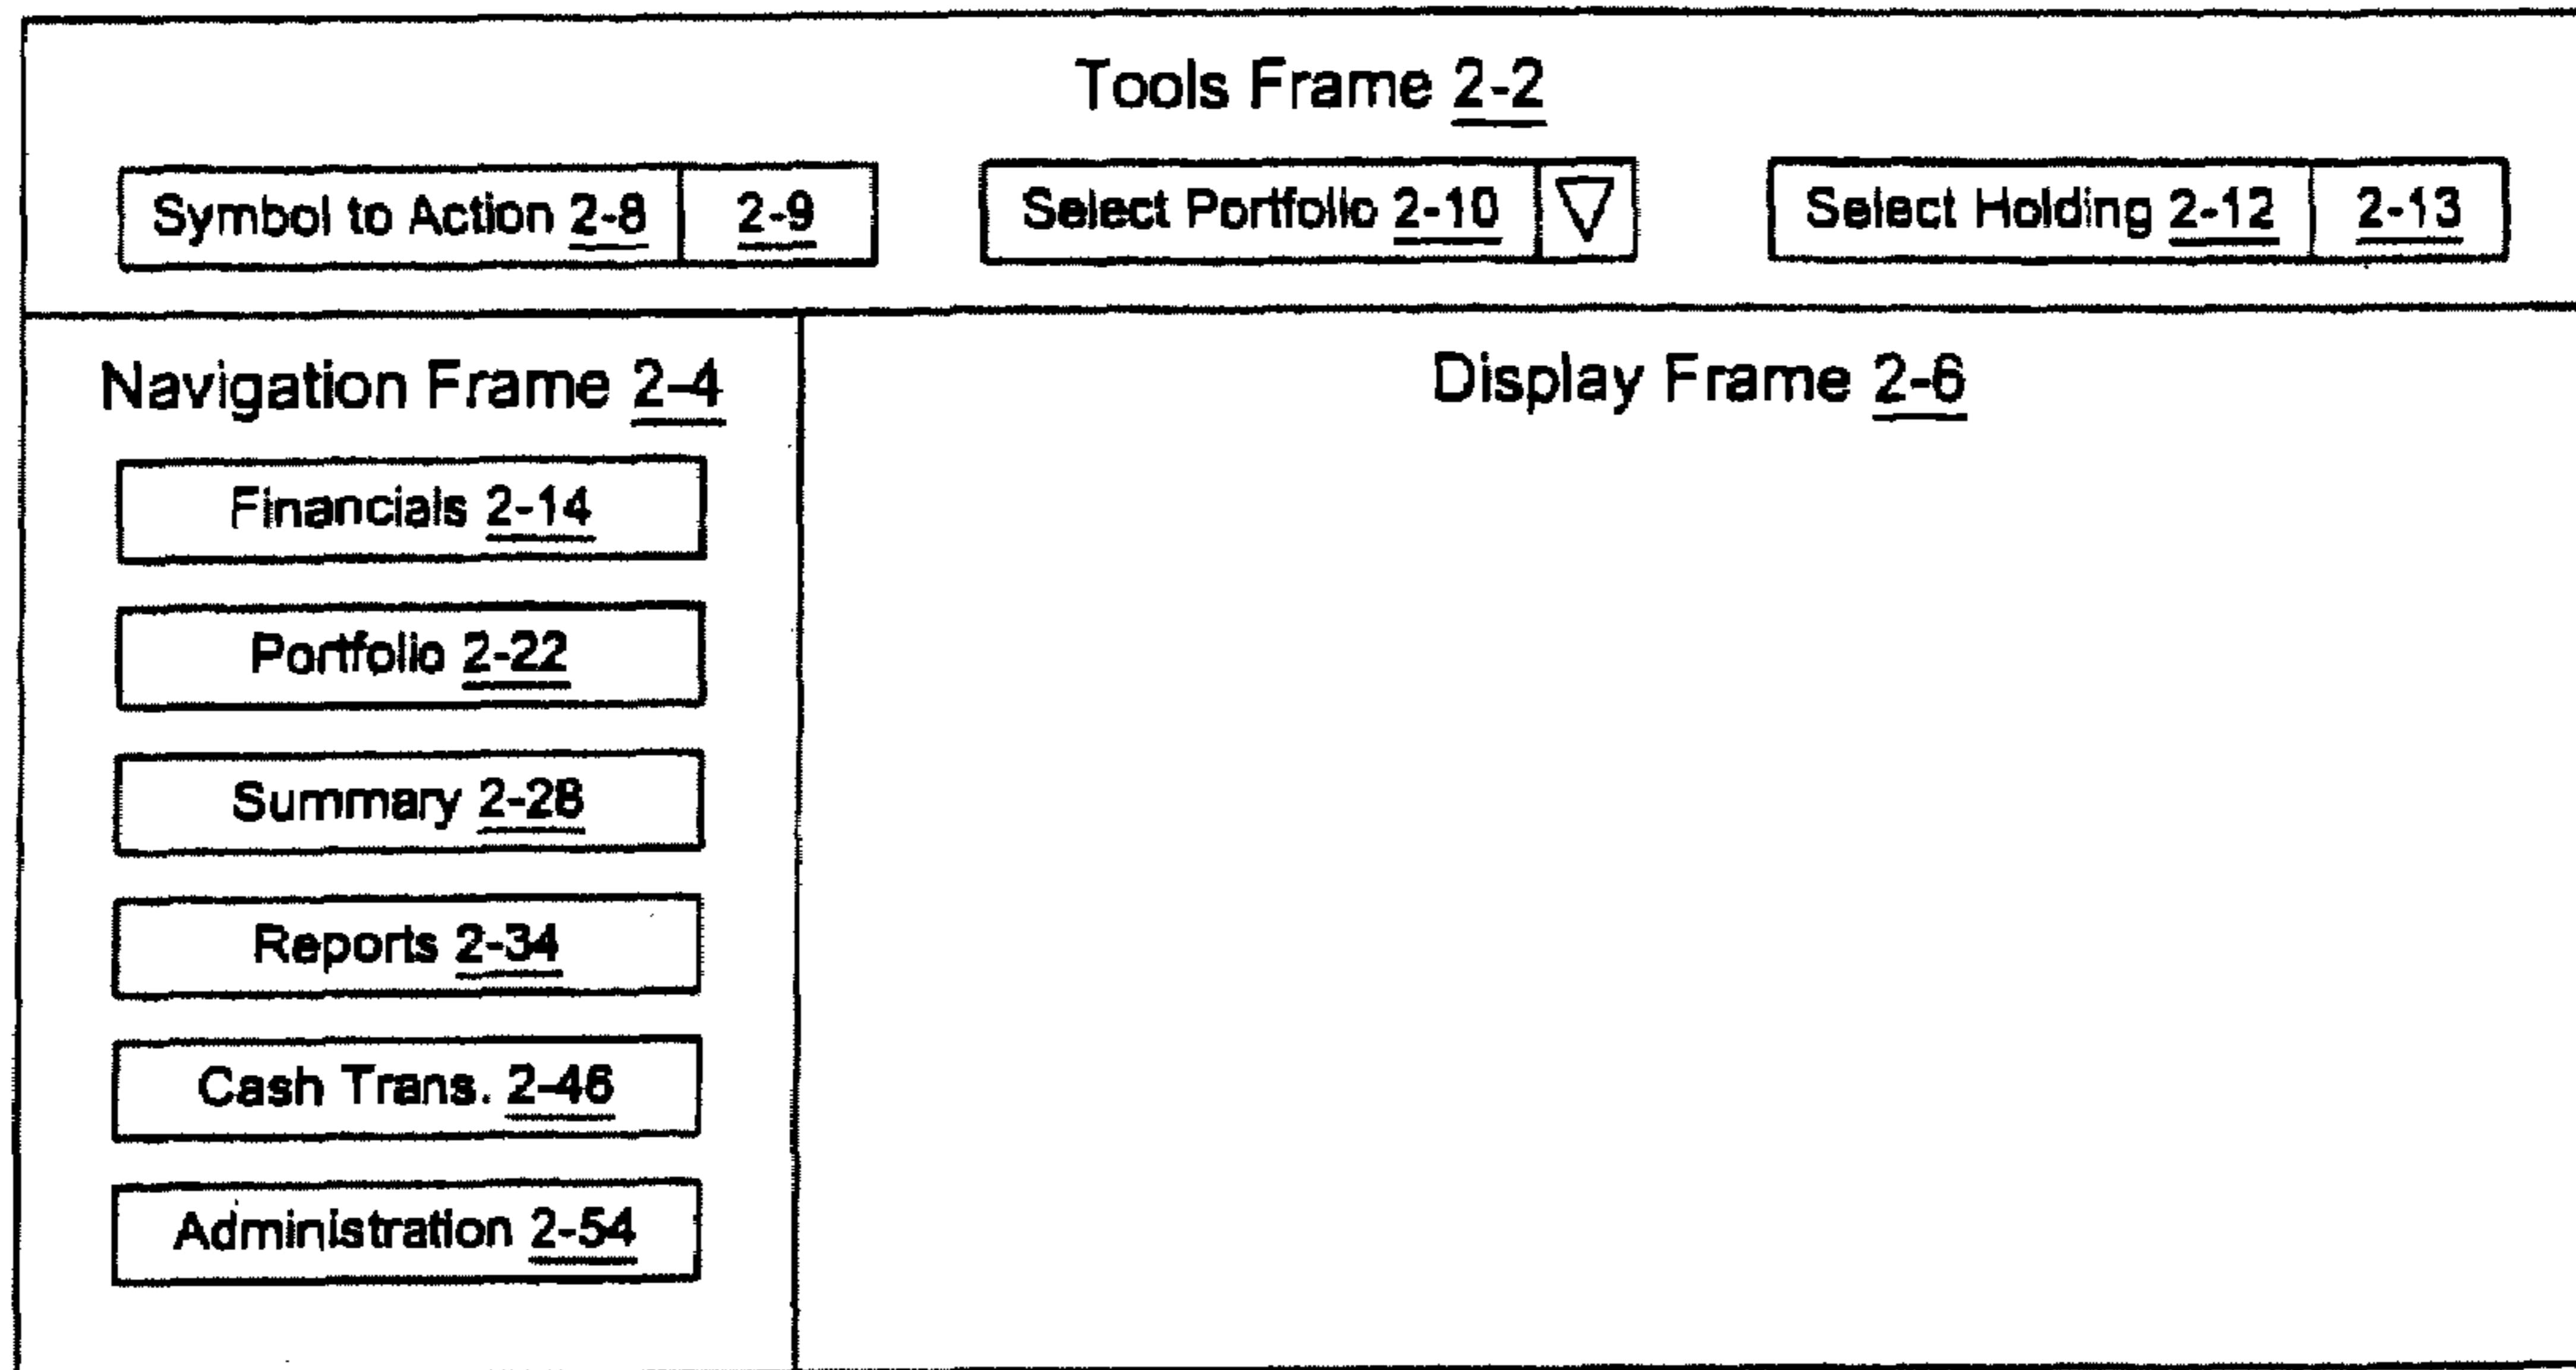 Tools Frame 2-2
Symbol to Action 2-8 2-9 Select Portfolio 2-10 Select Holding 2-12 2-13
Navigation Frame 2-4
Display Frame 2-6
Financials 2-14
Portfolio 2-22
Summary 2-28
Reports 2-34
Cash Trans. 2-46
Administration 2-54